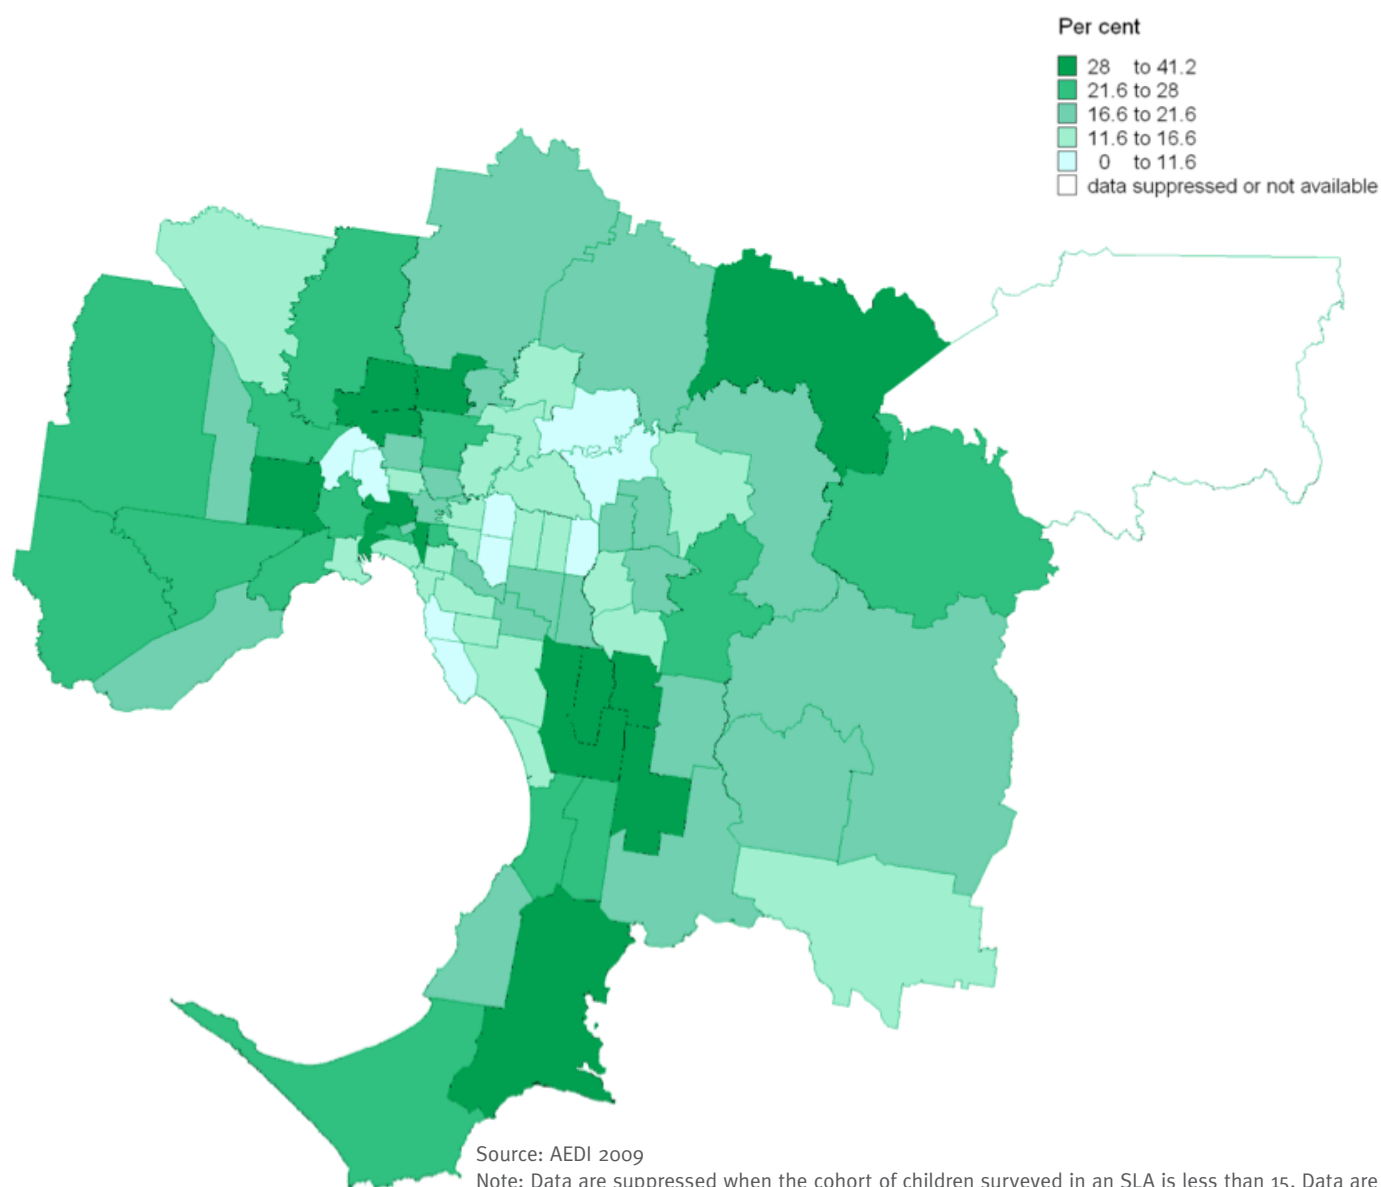 Per cent
28 to 41.2
21.6 to 28
16.6 to 21.6
11.6 to 16.6
0 to 11.6
data suppressed or not available
Source: AEDI 2009
Note: Data are suppressed when the cohort of children surveyed in an SLA is less than 15. Data are